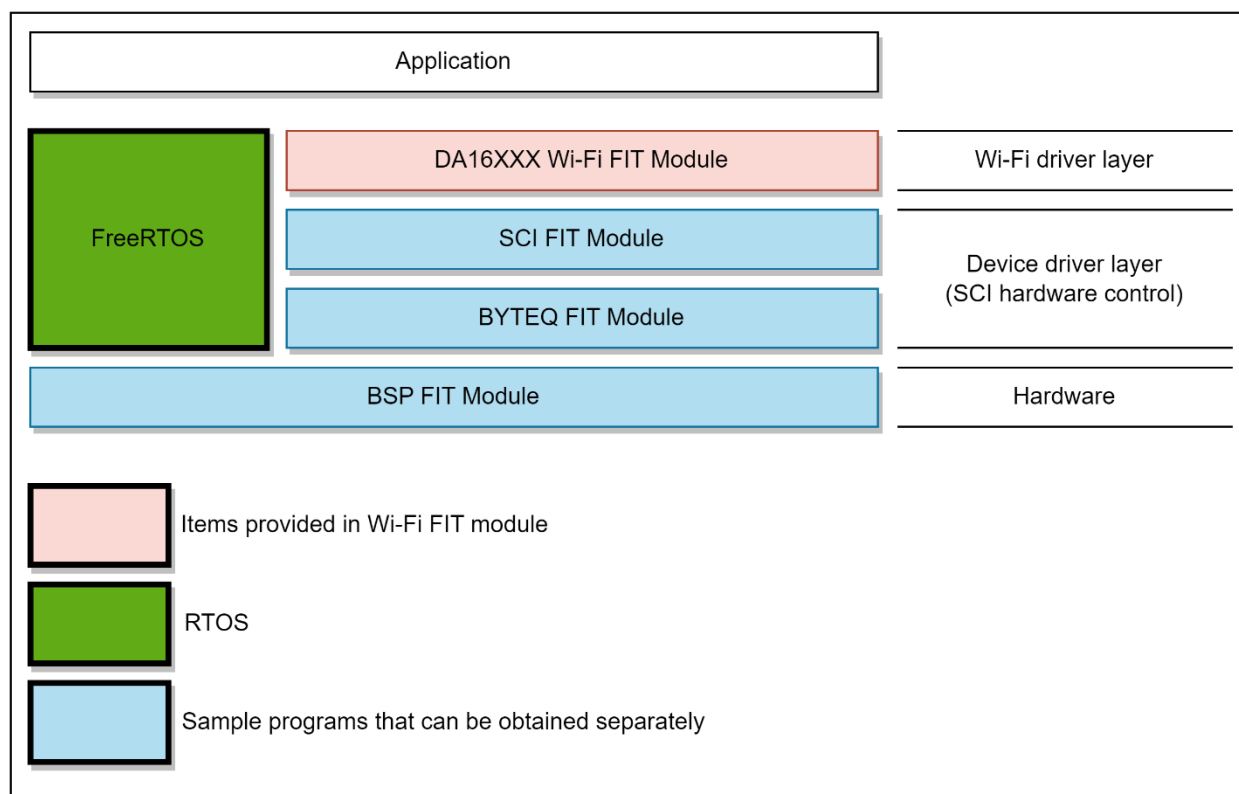 Application
DA16XXX Wi-Fi FIT Module
Wi-Fi driver layer
FreeRTOS
SCI FIT Module
Device driver layer
(SCI hardware control)
BYTEQ FIT Module
BSP FIT Module
Hardware
Items provided in Wi-Fi FIT module
RTOS
Sample programs that can be obtained separately